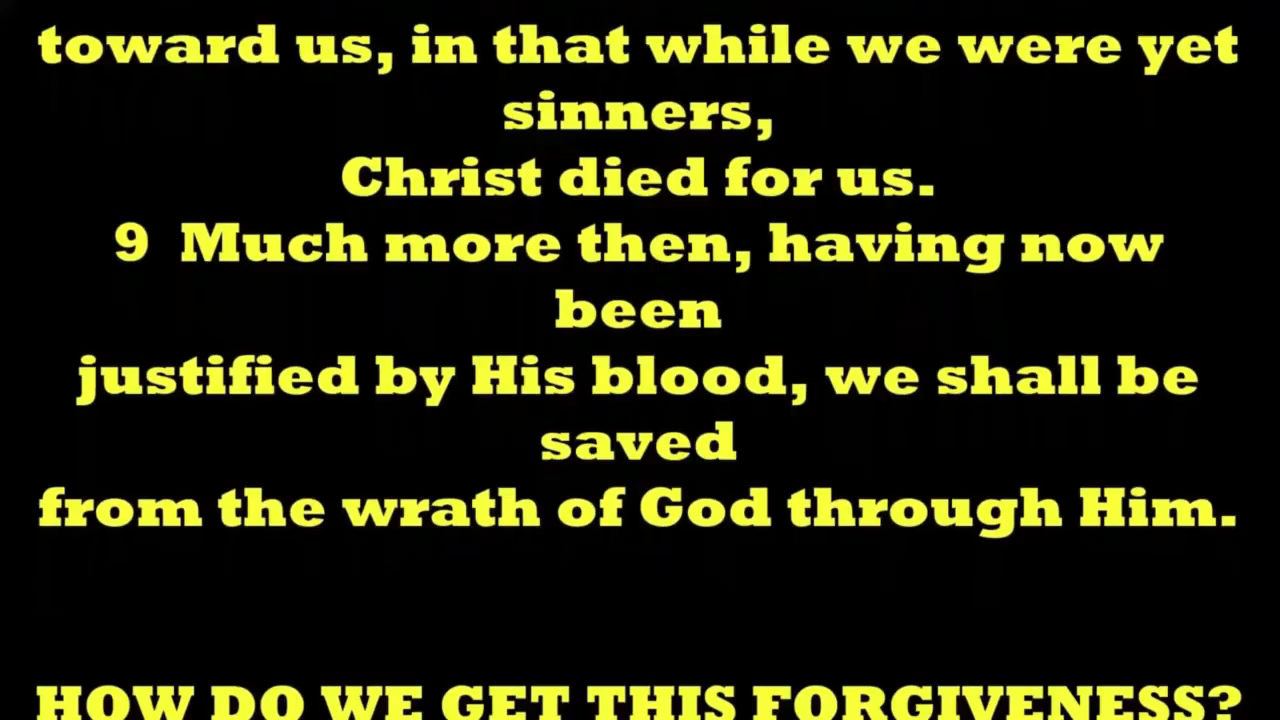 toward us, in that while we were yet
sinners,
Christ died for us.
9  Much more then, having now
been
justified by His blood, we shall be
saved
from the wrath of God through Him.
HOW DO WE GET THIS FORGIVENESS?